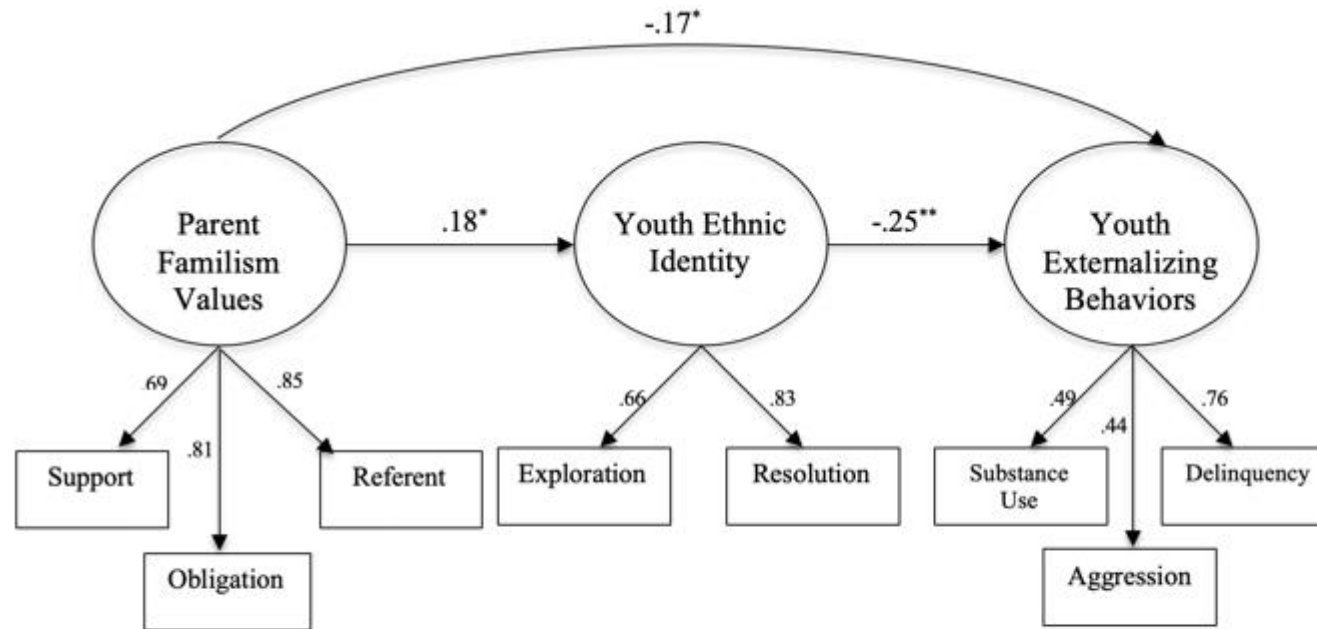 -.17*
Parent
Familism
Values
.18*
Youth Ethnic
Identity
-.25**
Youth
Externalizing
Behaviors
.69
.81
.85
.66
.83
.49
.44
.76
Support
Obligation
Referent
Exploration
Resolution
Substance
Use
Aggression
Delinquency